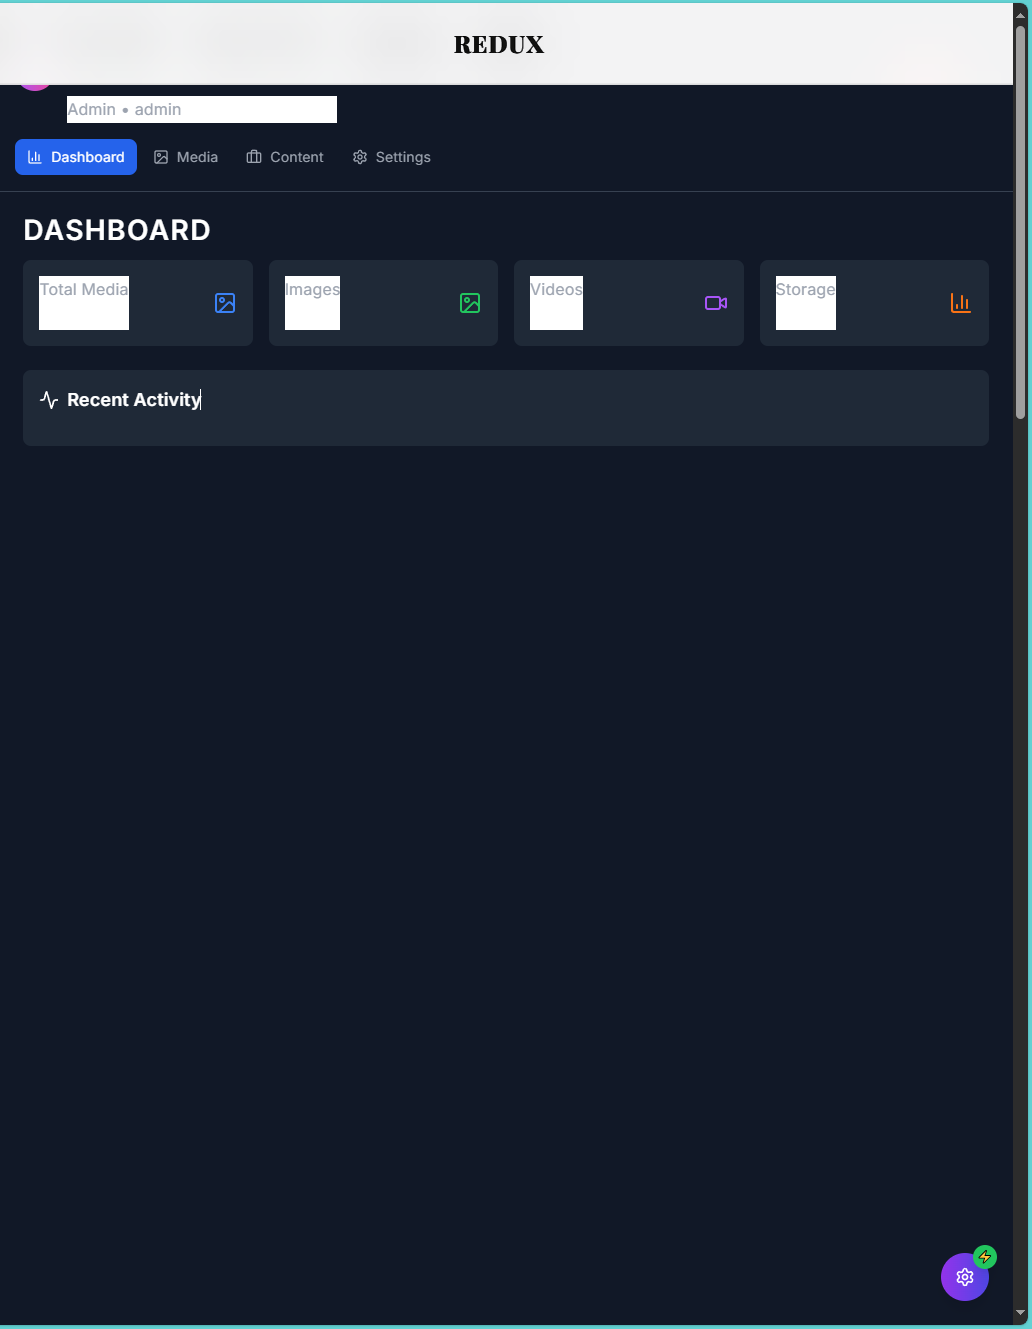 REDUX
Admin • admin
Dashboard Media Content Settings
DASHBOARD
Total Media Images Videos Storage
Recent Activity